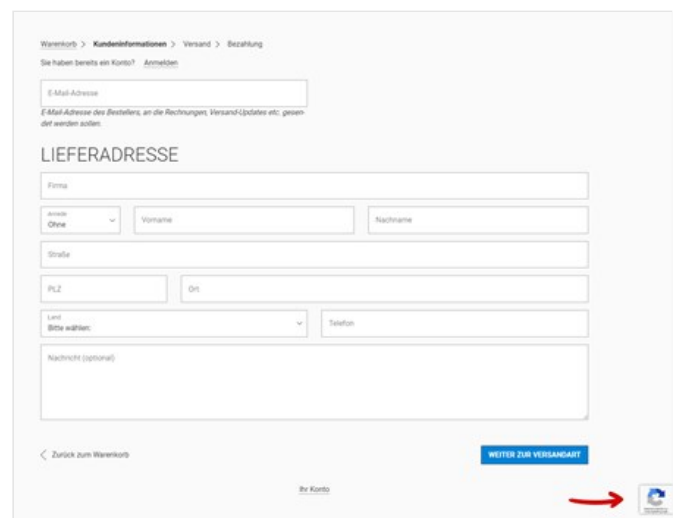 Warenkorb > Kundeninformationen > Versand > Bezahlung
Sie haben bereits ein Konto? Anmelden
E-Mail-Adresse
E-Mail-Adresse des Bestellers, an die Rechnungen, Versand-Updates etc. gesen-
det werden sollen.
LIEFERADRESSE
Firma
Anrede
Ohne
Vorname
Nachname
Straße
PLZ
Ort
Land
Bitte wählen:
Telefon
Nachricht (optional)
Zurück zum Warenkorb
WEITER ZUR VERSANDART
Ihr Konto